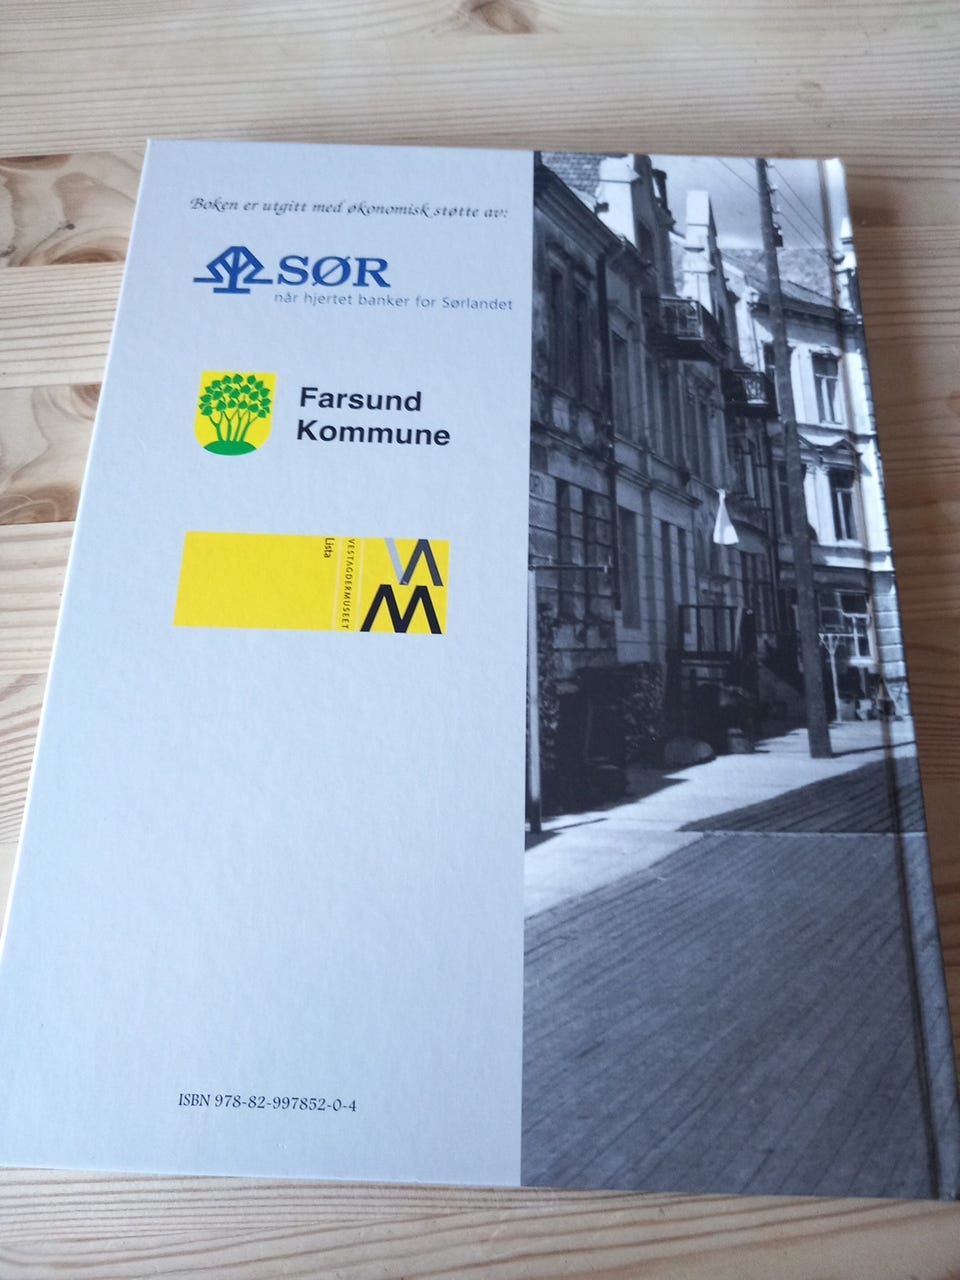 Boken er utgitt med økonomisk støtte av:
SØR
når hjertet banker for Sørlandet
Farsund
Kommune
Lista
VESTAGDERMUSEET
VAM
ISBN 978-82-997852-0-4